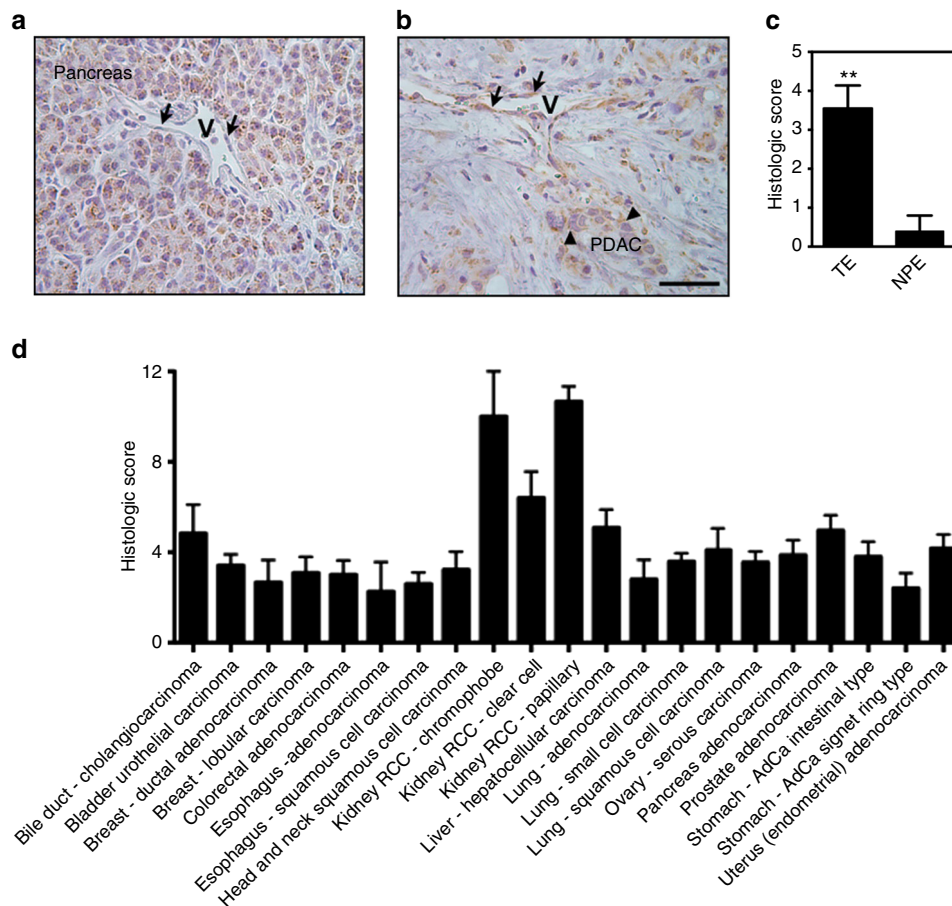 a
Pancreas
V
b
V
PDAC
c
Histologic score
5
4
3
2
1
0
**
TE
NPE
d
Histologic score
12
8
4
0
Bile duct - cholangiocarcinoma
Bladder urothelial carcinoma
Breast - ductal adenocarcinoma
Breast - lobular carcinoma
Colorectal adenocarcinoma
Esophagus -adenocarcinoma
Esophagus - squamous cell carcinoma
Head and neck squamous cell carcinoma
Kidney RCC - chromophobe
Kidney RCC - clear cell
Kidney RCC - papillary
Liver - hepatocellular carcinoma
Lung - adenocarcinoma
Lung - small cell carcinoma
Lung - squamous cell carcinoma
Ovary - serous carcinoma
Pancreas adenocarcinoma
Prostate adenocarcinoma
Stomach - AdCa intestinal type
Stomach - AdCa signet ring type
Uterus (endometrial) adenocarcinoma